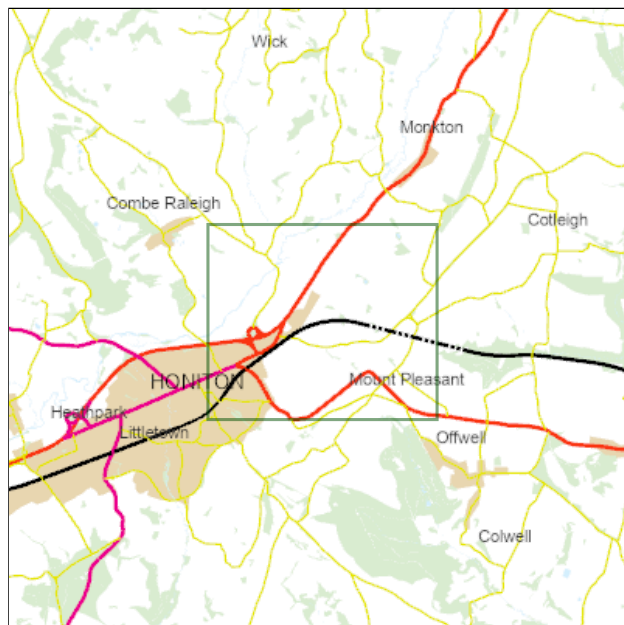 Wick
Monkton
Combe Raleigh
Cotleigh
HONITON
Mount Pleasant
Heathpark
Littletown
Offwell
Colwell